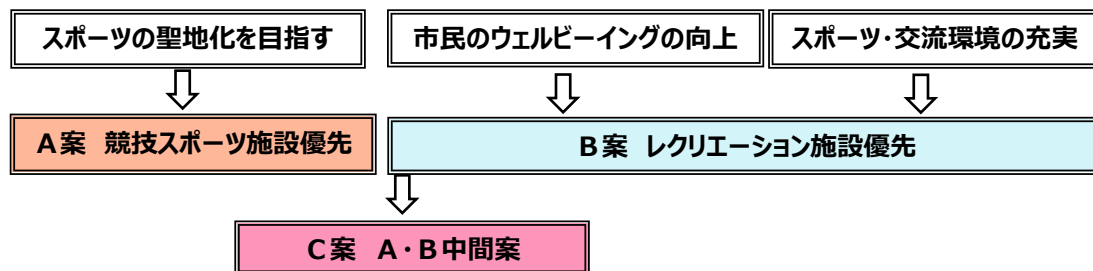 スポーツの聖地化を目指す
市民のウェルビーイングの向上
スポーツ・交流環境の充実
A案 競技スポーツ施設優先
B案 レクリエーション施設優先
C案 A・B中間案